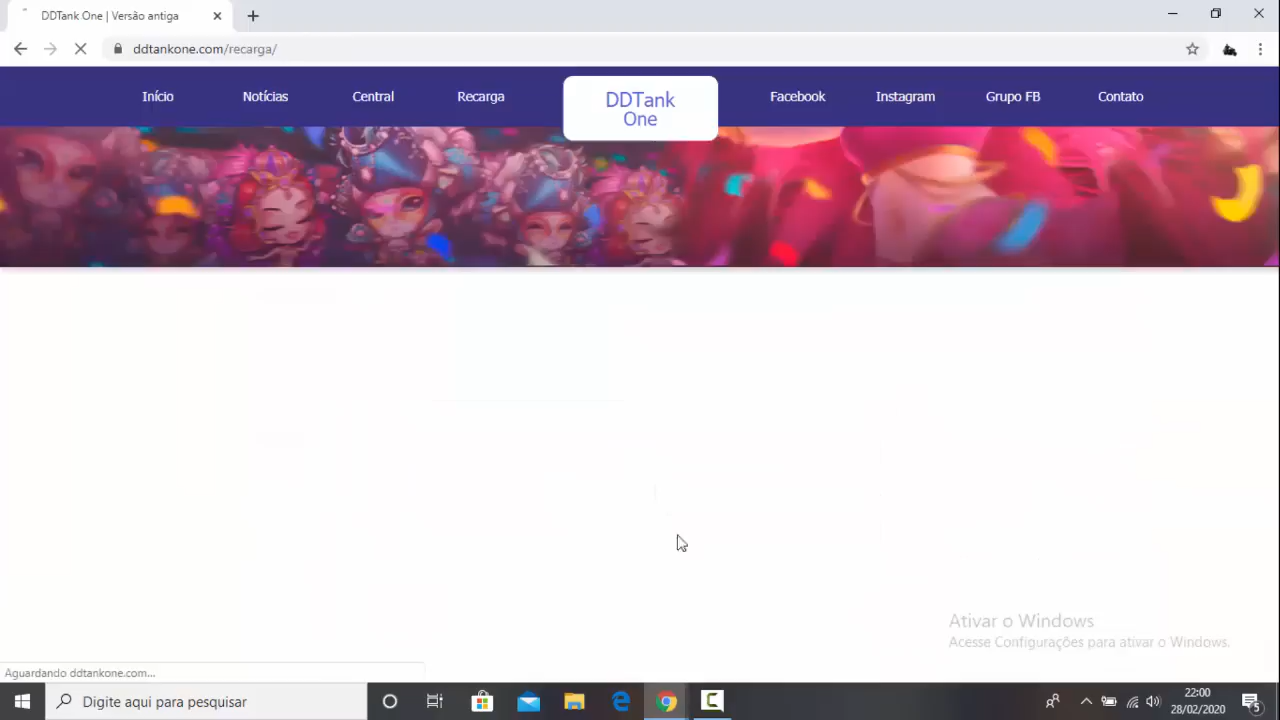 DDTank One | Versão antiga
ddtankone.com/recarga/
Início
Notícias
Central
Recarga
DDTank
One
Facebook
Instagram
Grupo FB
Contato
Ativar o Windows
Acesse Configurações para ativar o Windows.
Aguardando ddtankone.com...
Digite aqui para pesquisar
22:00
28/02/2020
5